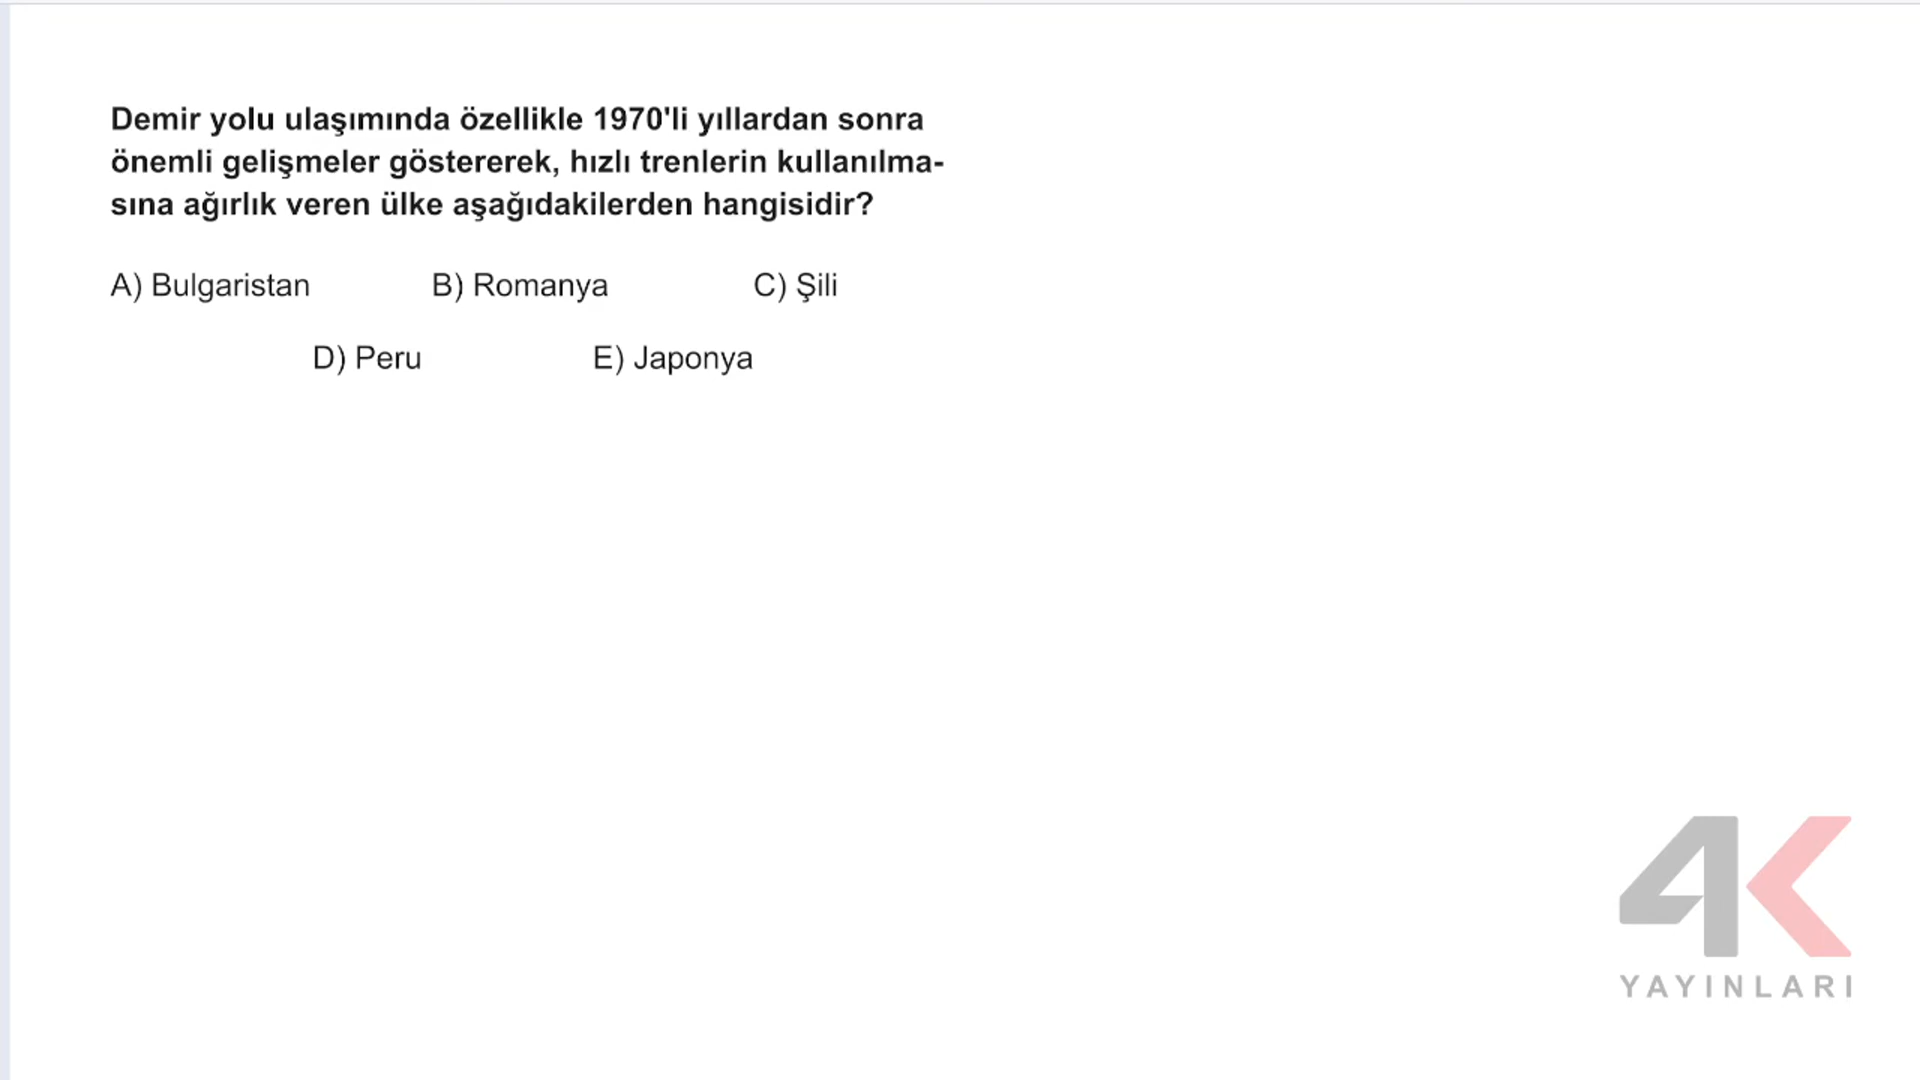 Demir yolu ulaşımında özellikle 1970'li yıllardan sonra
önemli gelişmeler göstererek, hızlı trenlerin kullanılma-
sına ağırlık veren ülke aşağıdakilerden hangisidir?
A) Bulgaristan B) Romanya C) Şili
D) Peru E) Japonya
4K
YAYINLARI